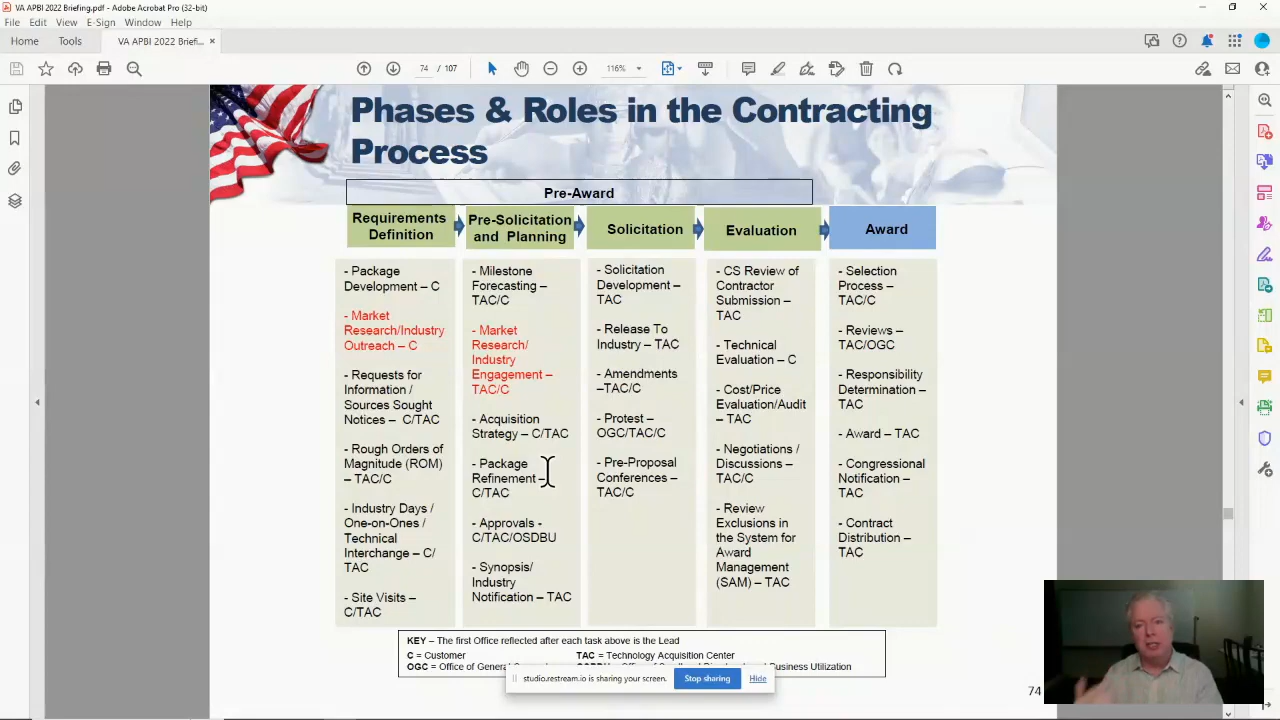 VA APBI 2022 Briefing.pdf - Adobe Acrobat Pro (32-bit)
File Edit View E-Sign Window Help
Home Tools VA APBI 2022 Brief... ×
74 / 107 116%
Phases & Roles in the Contracting
Process
Pre-Award
Requirements
Definition
Pre-Solicitation
and Planning
Solicitation
Evaluation
Award
- Package
Development – C
- Market
Research/Industry
Outreach – C
- Requests for
Information /
Sources Sought
Notices – C/TAC
- Rough Orders of
Magnitude (ROM)
– TAC/C
- Industry Days /
One-on-Ones /
Technical
Interchange – C/
TAC
- Site Visits –
C/TAC
- Milestone
Forecasting –
TAC/C
- Market
Research/
Industry
Engagement –
TAC/C
- Acquisition
Strategy – C/TAC
- Package
Refinement –
C/TAC
- Approvals -
C/TAC/OSDBU
- Synopsis/
Industry
Notification – TAC
- Solicitation
Development –
TAC
- Release To
Industry – TAC
- Amendments
–TAC/C
- Protest –
OGC/TAC/C
- Pre-Proposal
Conferences –
TAC/C
- CS Review of
Contractor
Submission –
TAC
- Technical
Evaluation – C
- Cost/Price
Evaluation/Audit
– TAC
- Negotiations /
Discussions –
TAC/C
- Review
Exclusions in
the System for
Award
Management
(SAM) – TAC
- Selection
Process –
TAC/C
- Reviews –
TAC/OGC
- Responsibility
Determination –
TAC
- Award – TAC
- Congressional
Notification –
TAC
- Contract
Distribution –
TAC
KEY – The first Office reflected after each task above is the Lead
C = Customer TAC = Technology Acquisition Center
OGC = Office of General Business Utilization
studio.restream.io is sharing your screen. Stop sharing Hide
74